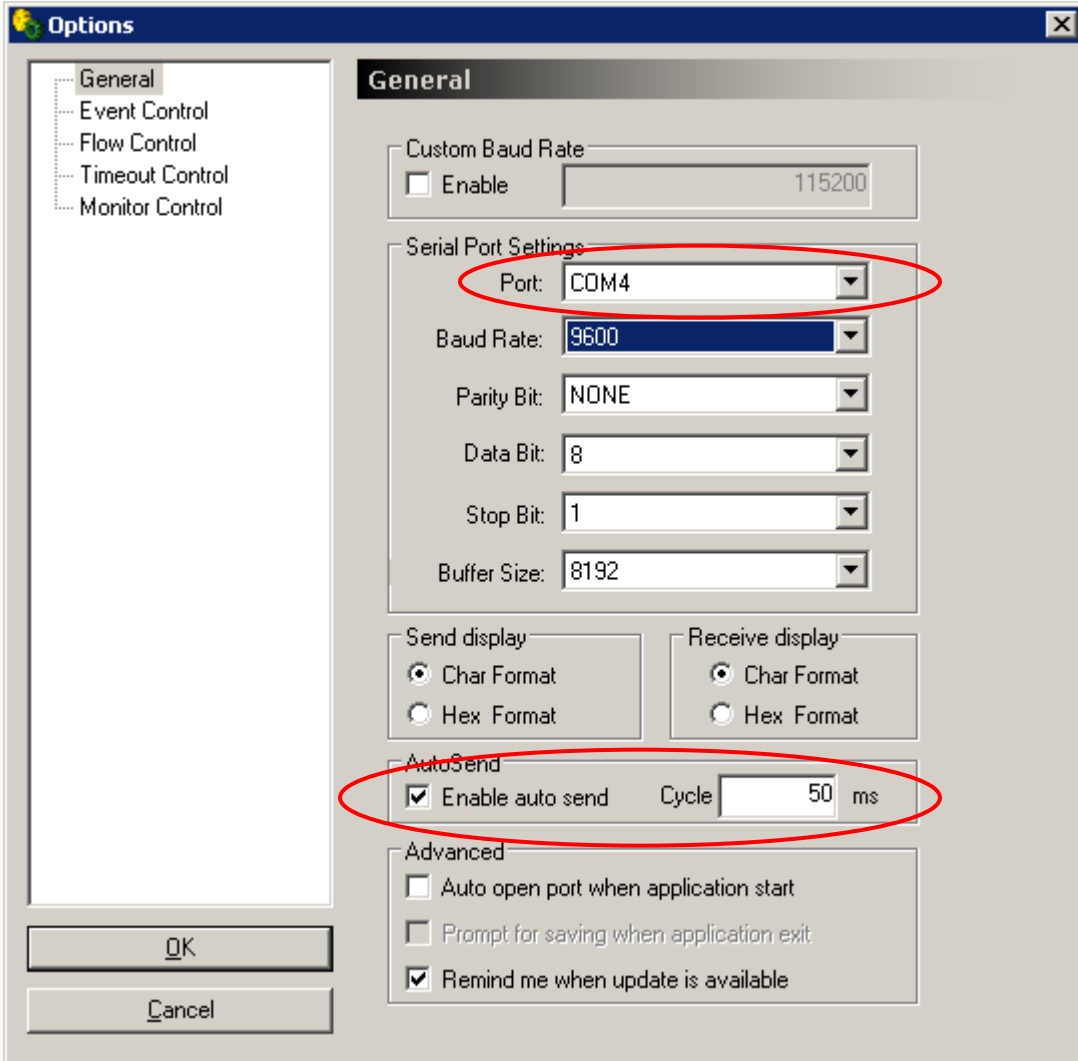 Options
General
Event Control
Flow Control
Timeout Control
Monitor Control
OK
Cancel
General
Custom Baud Rate
Enable 115200
Serial Port Settings
Port: COM4
Baud Rate: 9600
Parity Bit: NONE
Data Bit: 8
Stop Bit: 1
Buffer Size: 8192
Send display
Char Format
Hex Format
Receive display
Char Format
Hex Format
AutoSend
Enable auto send Cycle 50 ms
Advanced
Auto open port when application start
Prompt for saving when application exit
Remind me when update is available